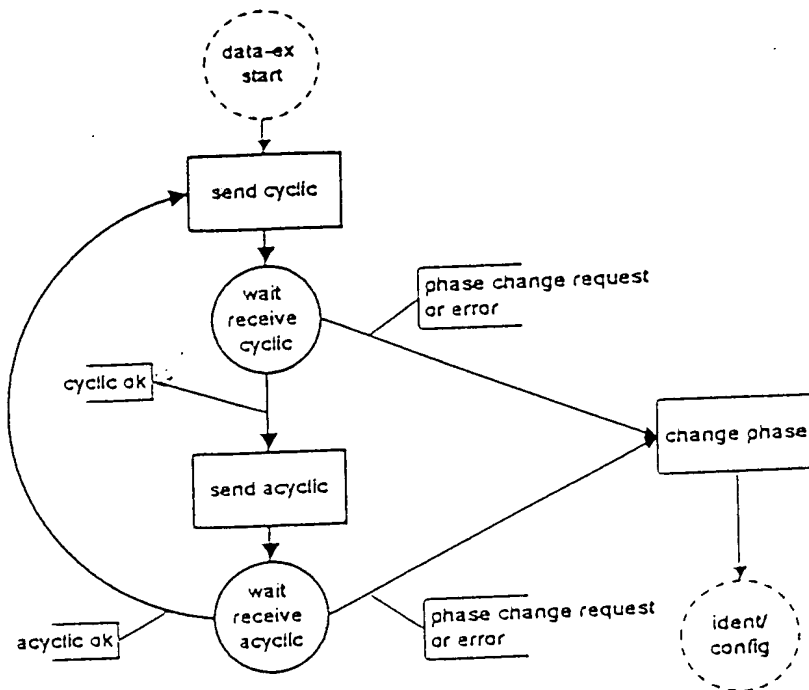 data-ex
start
send cyclic
wait
receive
cyclic
phase change request
or error
cyclic ok
change phase
send acyclic
wait
receive
acyclic
acyclic ok
phase change request
or error
ident/
config